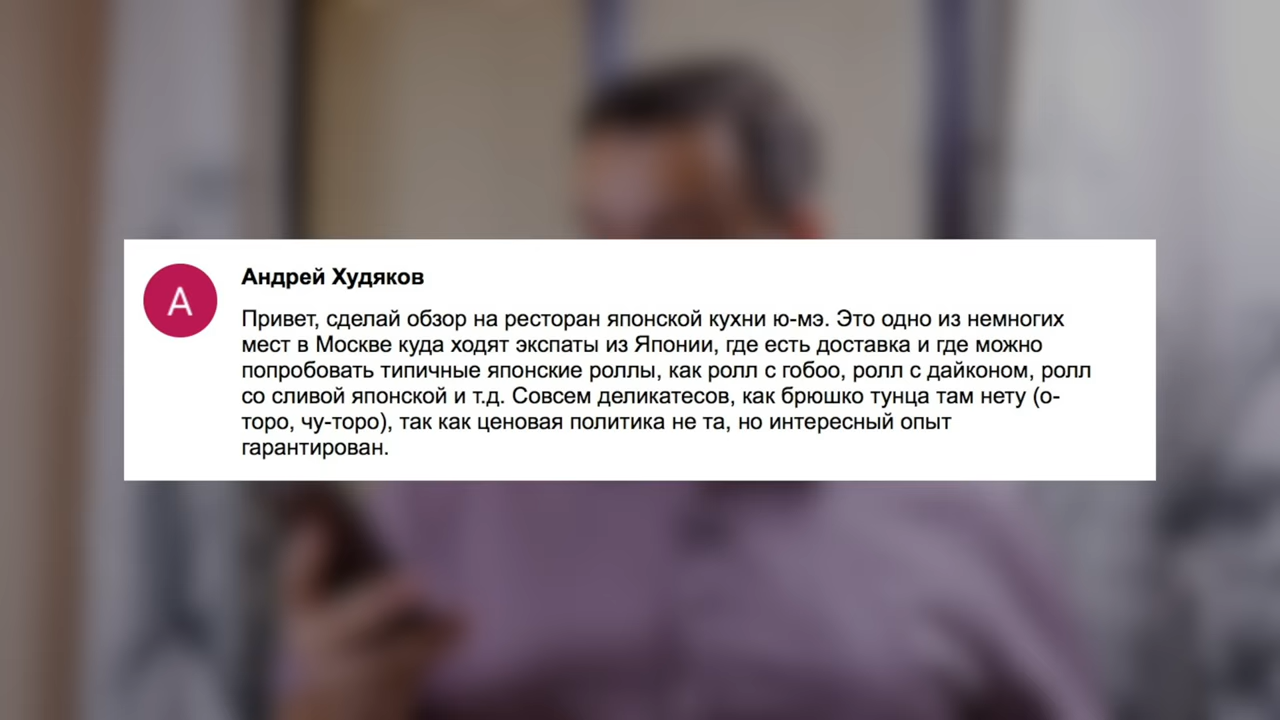 А
Андрей Худяков
Привет, сделай обзор на ресторан японской кухни ю-мэ. Это одно из немногих
мест в Москве куда ходят экспаты из Японии, где есть доставка и где можно
попробовать типичные японские роллы, как ролл с гобоо, ролл с дайконом, ролл
со сливой японской и т.д. Совсем деликатесов, как брюшко тунца там нету (о-
торо, чу-торо), так как ценовая политика не та, но интересный опыт
гарантирован.